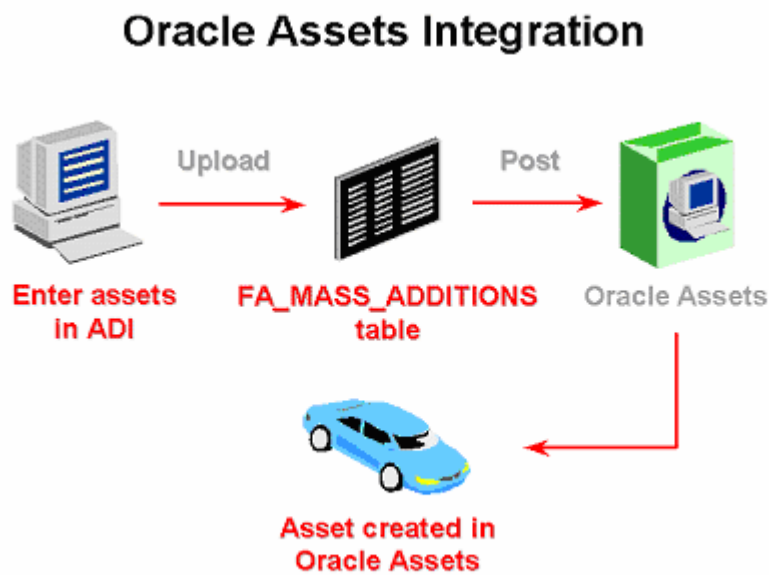 Oracle Assets Integration
Upload
Post
Enter assets
in ADI
FA_MASS_ADDITIONS
table
Oracle Assets
Asset created in
Oracle Assets